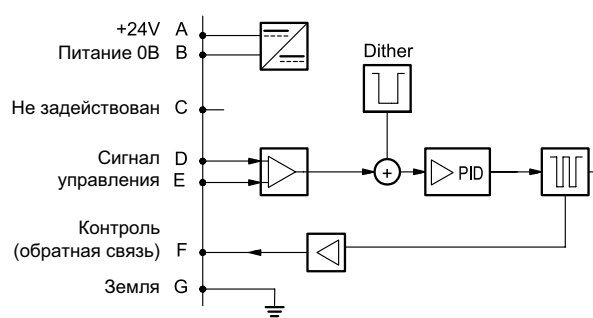 +24V A
Питание 0В B
Dither
Не задействован C
Сигнал D
управления E
+
PID
Контроль
(обратная связь) F
Земля G